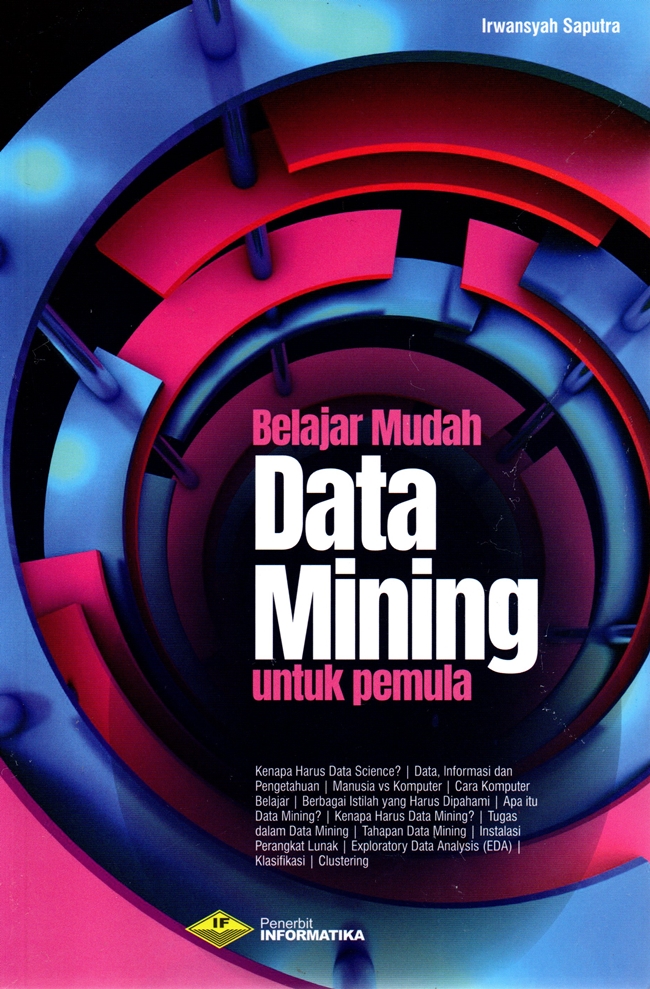 Irwansyah Saputra
Belajar Mudah
Data
Mining
untuk pemula
Kenapa Harus Data Science? | Data, Informasi dan
Pengetahuan | Manusia vs Komputer | Cara Komputer
Belajar | Berbagai Istilah yang Harus Dipahami | Apa itu
Data Mining? | Kenapa Harus Data Mining? | Tugas
dalam Data Mining | Tahapan Data Mining | Instalasi
Perangkat Lunak | Exploratory Data Analysis (EDA) |
Klasifikasi | Clustering
IF
Penerbit
INFORMATIKA